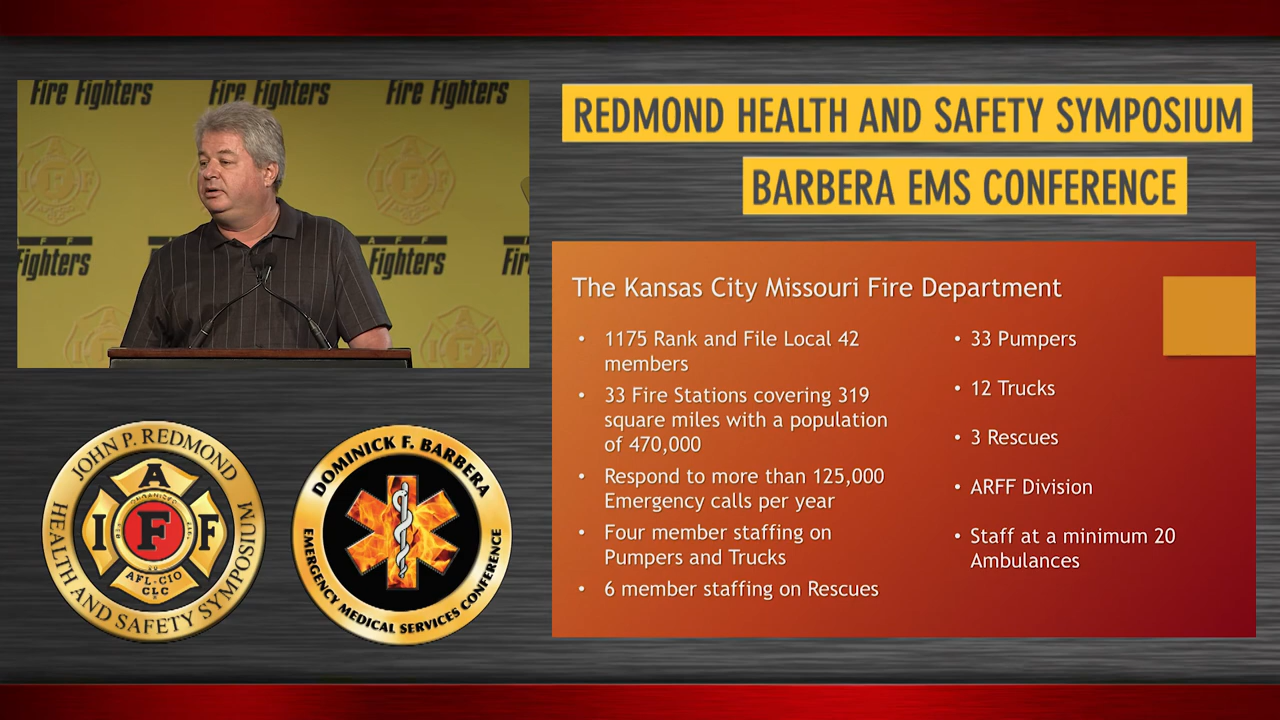 Fire Fighters Fire Fighters Fire Fighters
A F F
Fighters Fighters Fir
REDMOND HEALTH AND SAFETY SYMPOSIUM
BARBERA EMS CONFERENCE
The Kansas City Missouri Fire Department
• 1175 Rank and File Local 42
members
• 33 Fire Stations covering 319
square miles with a population
of 470,000
• Respond to more than 125,000
Emergency calls per year
• Four member staffing on
Pumpers and Trucks
• 6 member staffing on Rescues
• 33 Pumpers
• 12 Trucks
• 3 Rescues
• ARFF Division
• Staff at a minimum 20
Ambulances
JOHN P. REDMOND
HEALTH AND SAFETY SYMPOSIUM
A
ORGANIZED
I F F
AFL-CIO
CLC
DOMINICK F. BARBERA
EMERGENCY MEDICAL SERVICES CONFERENCE